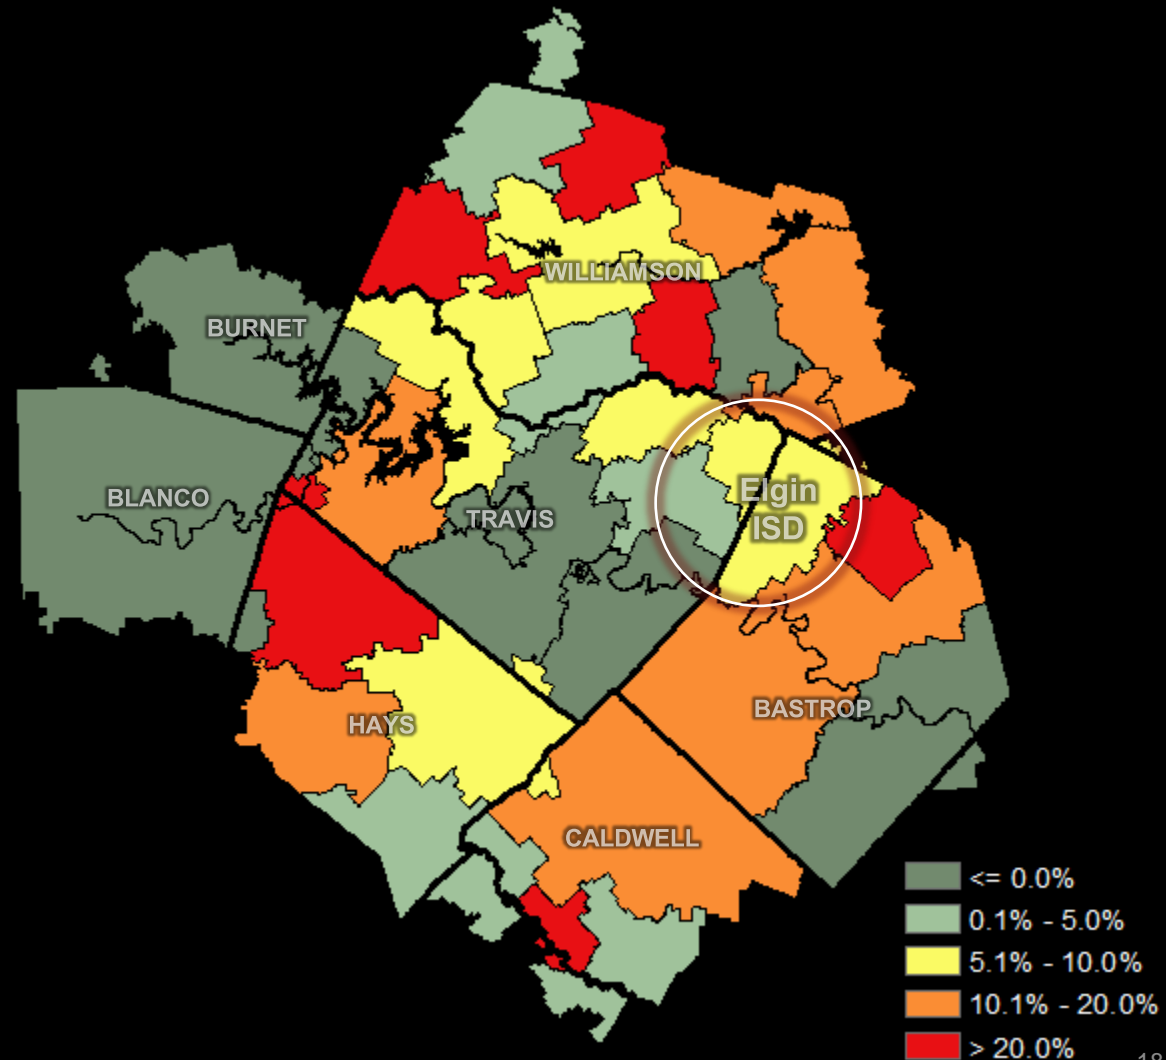 WILLIAMSON
BURNET
BLANCO
TRAVIS
Elgin
ISD
BASTROP
HAYS
CALDWELL
<= 0.0%
0.1% - 5.0%
5.1% - 10.0%
10.1% - 20.0%
> 20.0%